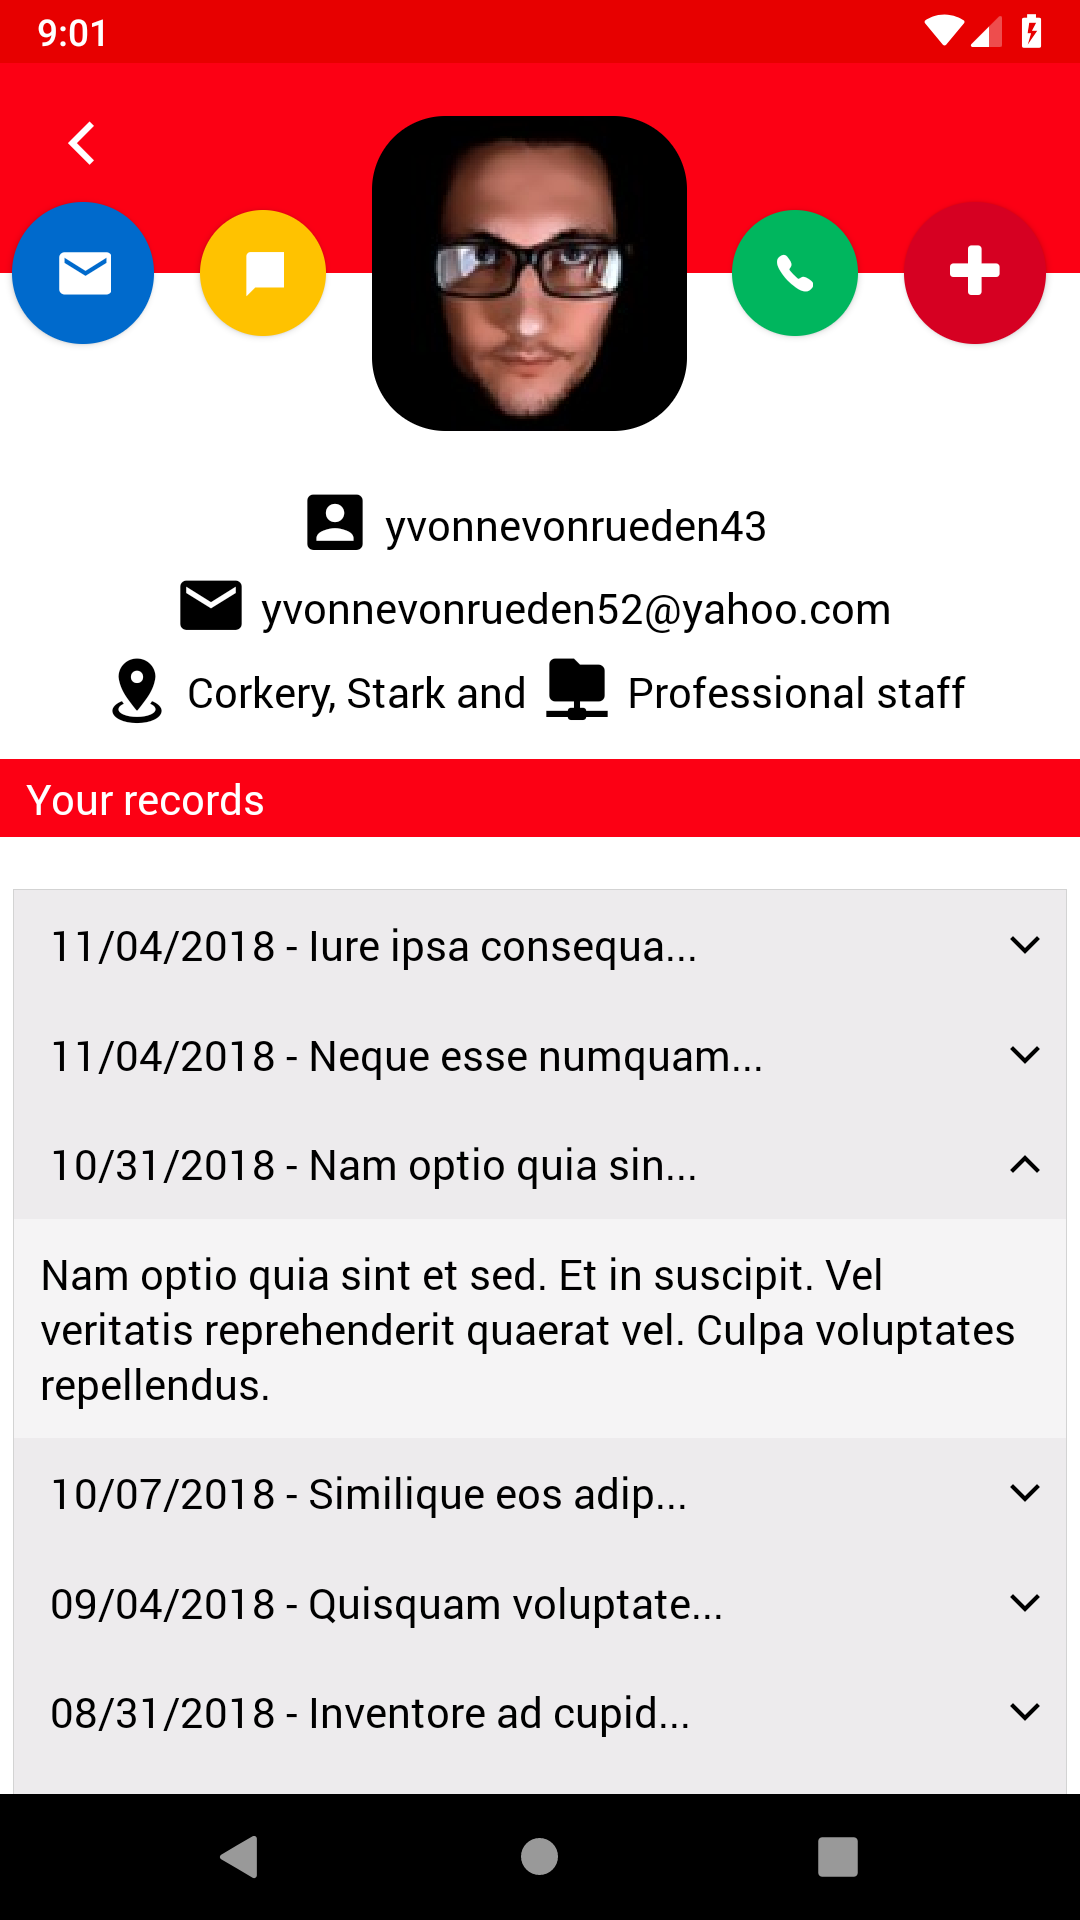 9:01
yvonnevonrueden43
yvonnevonrueden52@yahoo.com
Corkery, Stark and Professional staff
Your records
11/04/2018 - Iure ipsa consequa...
11/04/2018 - Neque esse numquam...
10/31/2018 - Nam optio quia sin...
Nam optio quia sint et sed. Et in suscipit. Vel
veritatis reprehenderit quaerat vel. Culpa voluptates
repellendus.
10/07/2018 - Similique eos adip...
09/04/2018 - Quisquam voluptate...
08/31/2018 - Inventore ad cupid...